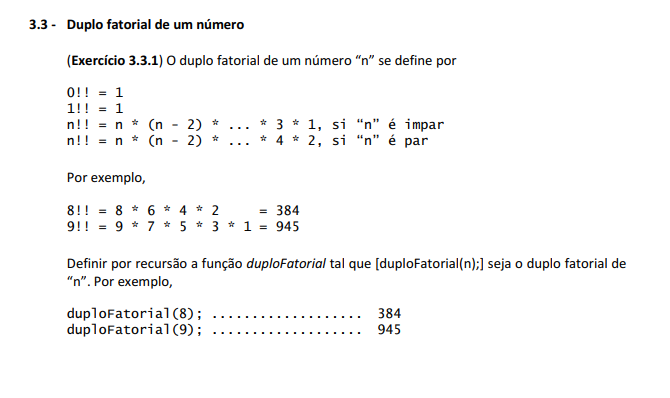 3.3 - Duplo fatorial de um número
(Exercício 3.3.1) O duplo fatorial de um número “n” se define por
0!! = 1
1!! = 1
n!! = n * (n - 2) * ... * 3 * 1, si “n” é impar
n!! = n * (n - 2) * ... * 4 * 2, si “n” é par
Por exemplo,
8!! = 8 * 6 * 4 * 2     = 384
9!! = 9 * 7 * 5 * 3 * 1 = 945
Definir por recursão a função duploFatorial tal que [duploFatorial(n);] seja o duplo fatorial de
“n”. Por exemplo,
duploFatorial(8); ................... 384
duploFatorial(9); ................... 945